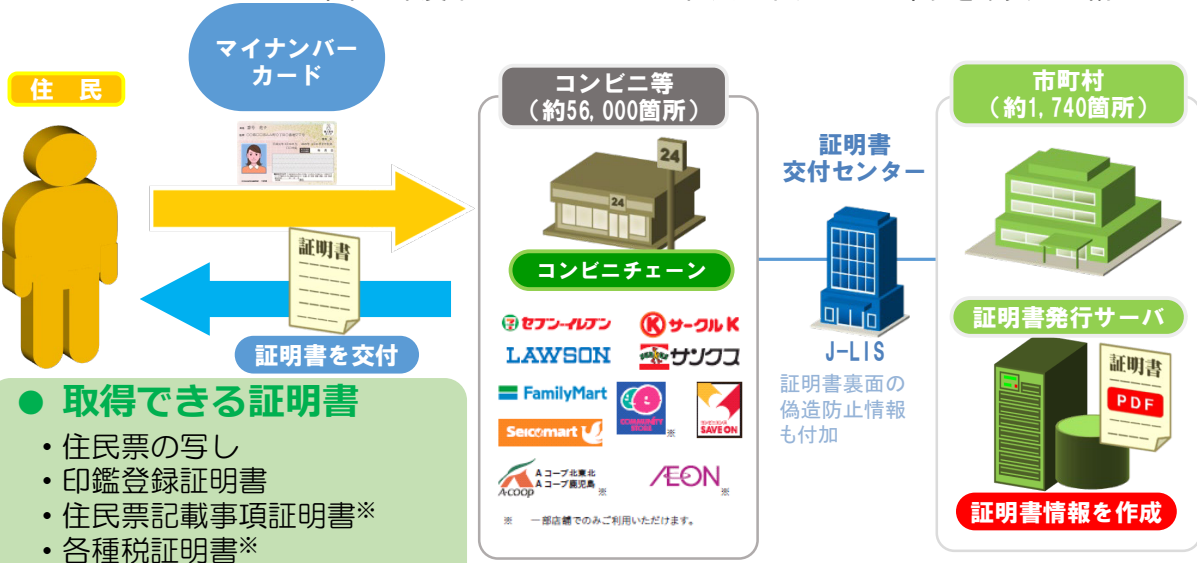 マイナンバー
カード
住 民
証明書
証明書を交付
● 取得できる証明書
・住民票の写し
・印鑑登録証明書
・住民票記載事項証明書※
・各種税証明書※
コンビニ等
(約56,000箇所)
24
24
コンビニチェーン
セブン-イレブン
サークルK
LAWSON
サンクス
FamilyMart
COMMUNITY
STORE
※
SAVE ON
Seicomart
A-COOP
Aコープ北東北
Aコープ鹿児島
※
ÆON
※
※ 一部店舗でのみご利用いただけます。
証明書
交付センター
J-LIS
証明書裏面の
偽造防止情報
も付加
市町村
(約1,740箇所)
証明書発行サーバ
証明書
PDF
証明書情報を作成